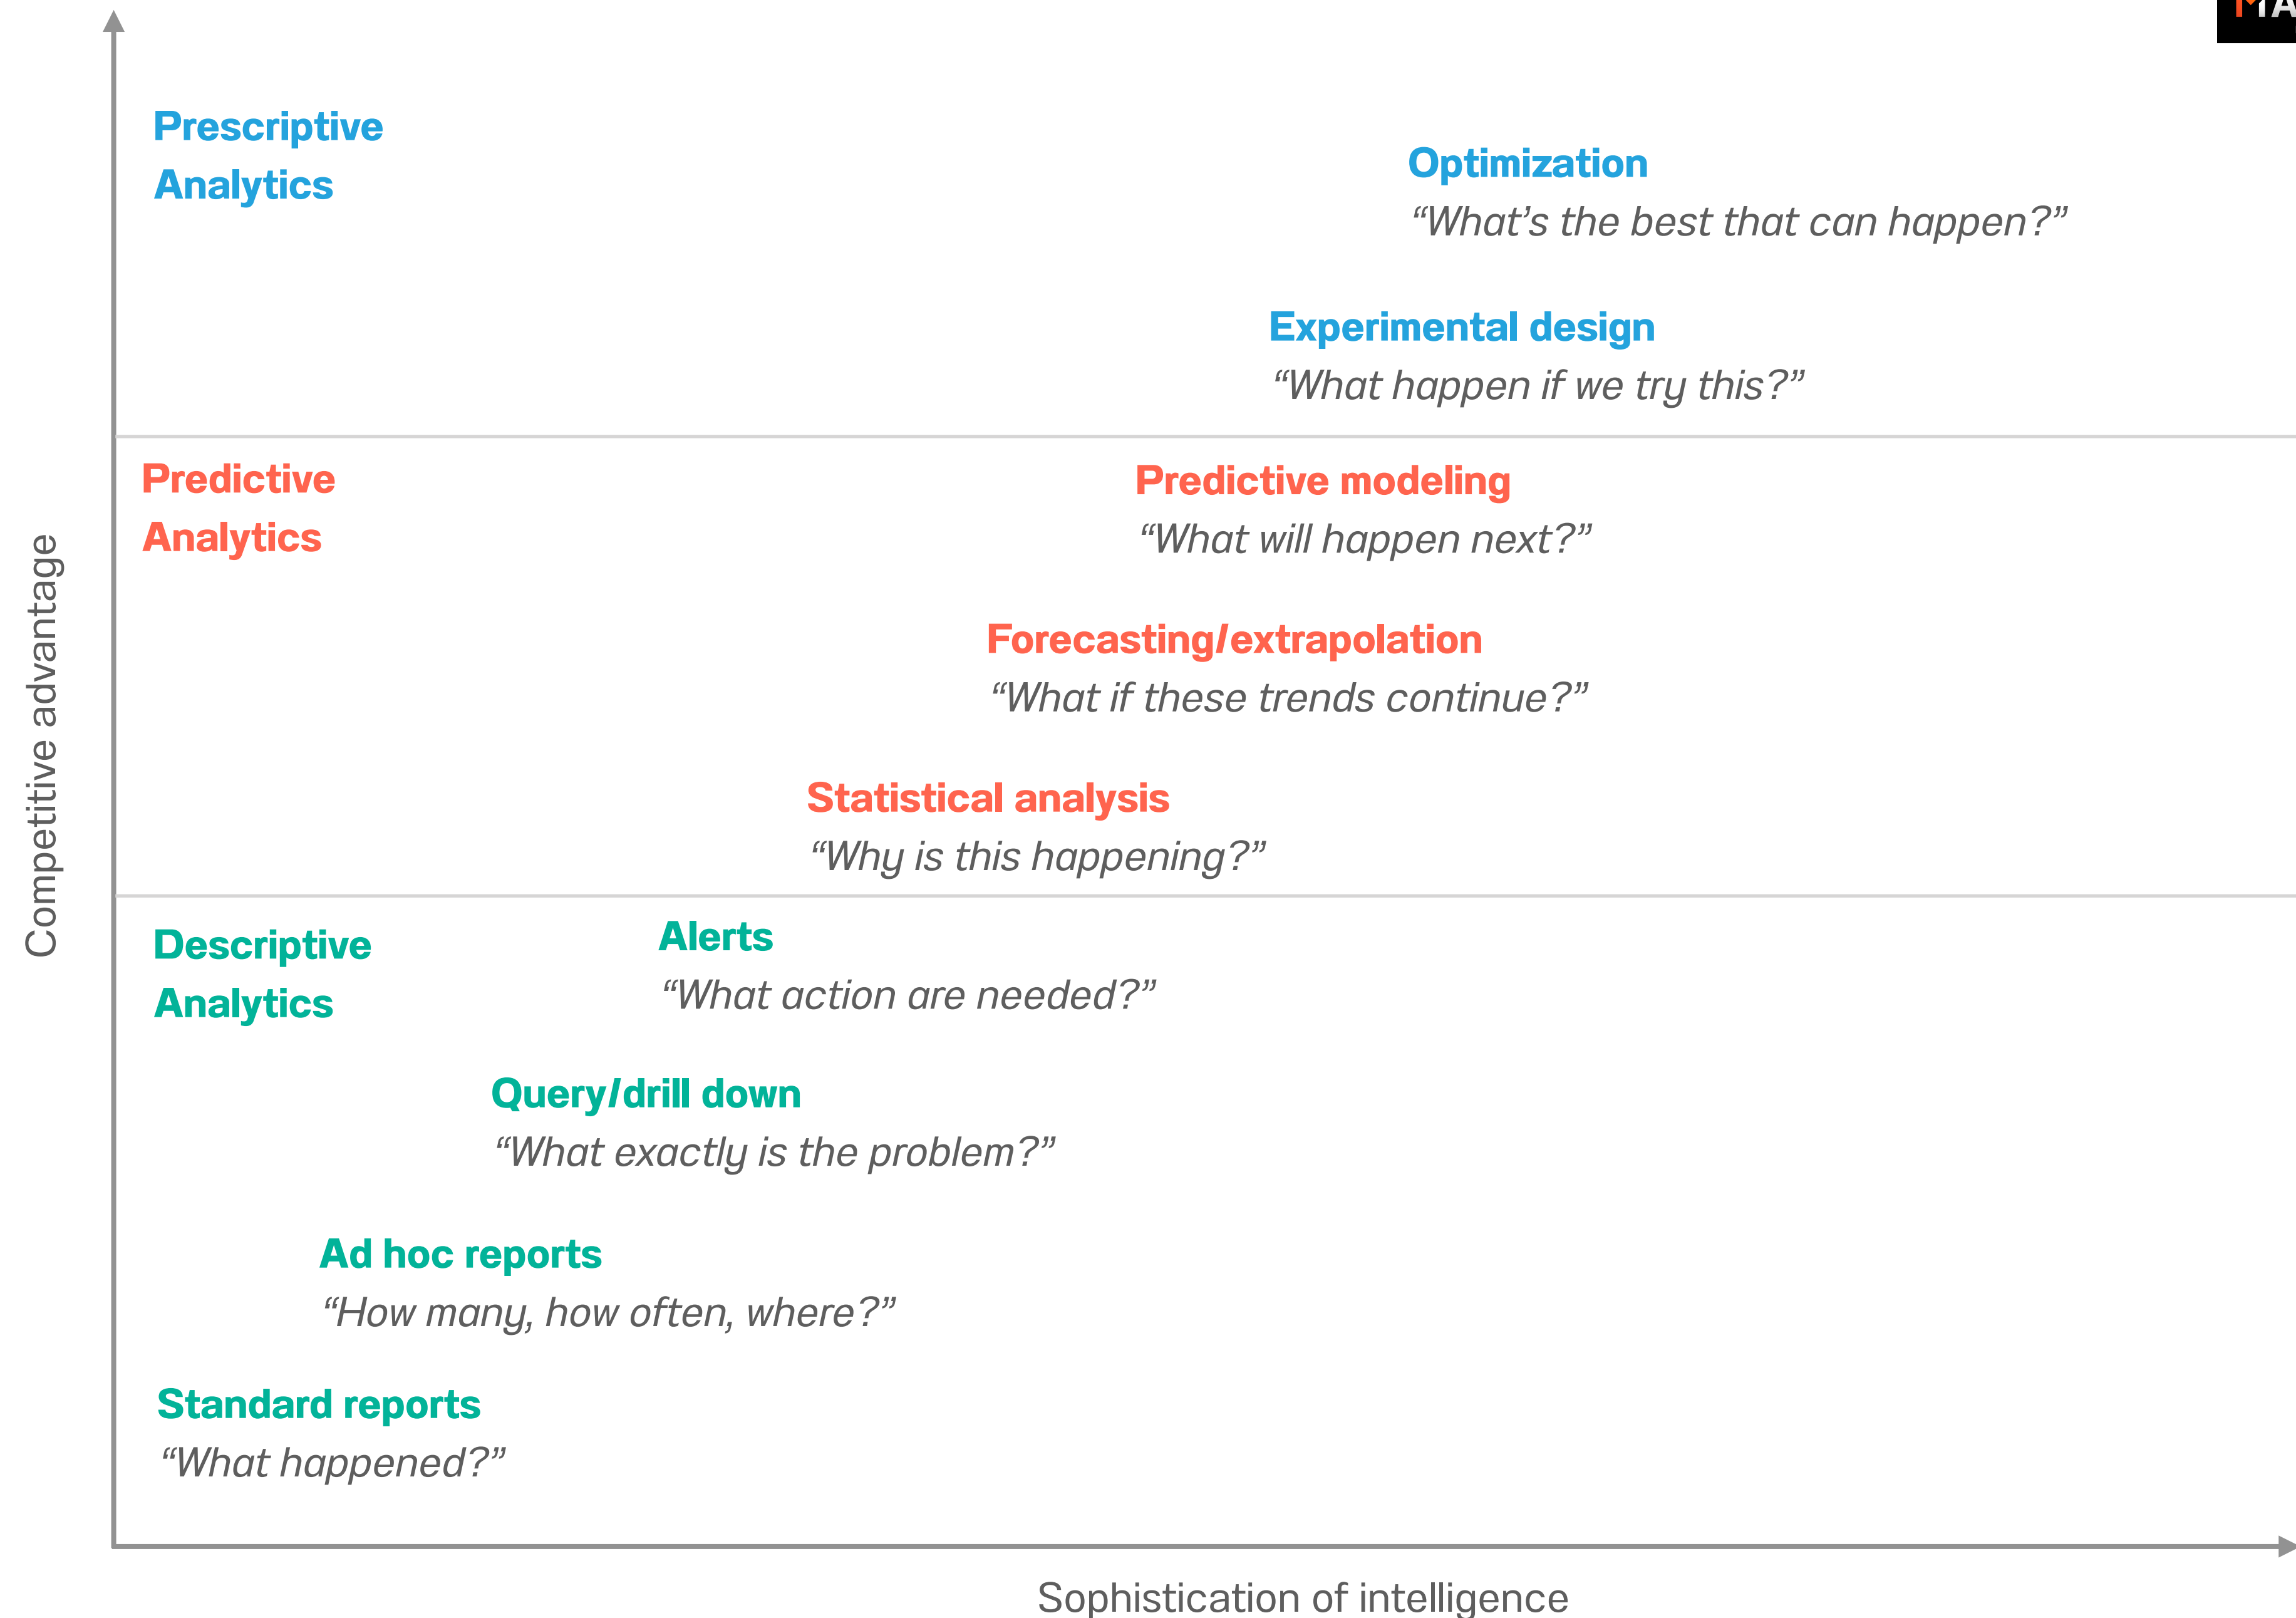 Prescriptive
Analytics
Optimization
“What’s the best that can happen?”
Experimental design
“What happen if we try this?”
Predictive
Analytics
Predictive modeling
“What will happen next?”
Forecasting/extrapolation
“What if these trends continue?”
Statistical analysis
“Why is this happening?”
Descriptive
Analytics
Alerts
“What action are needed?”
Query/drill down
“What exactly is the problem?”
Ad hoc reports
“How many, how often, where?”
Standard reports
“What happened?”
Competitive advantage
Sophistication of intelligence